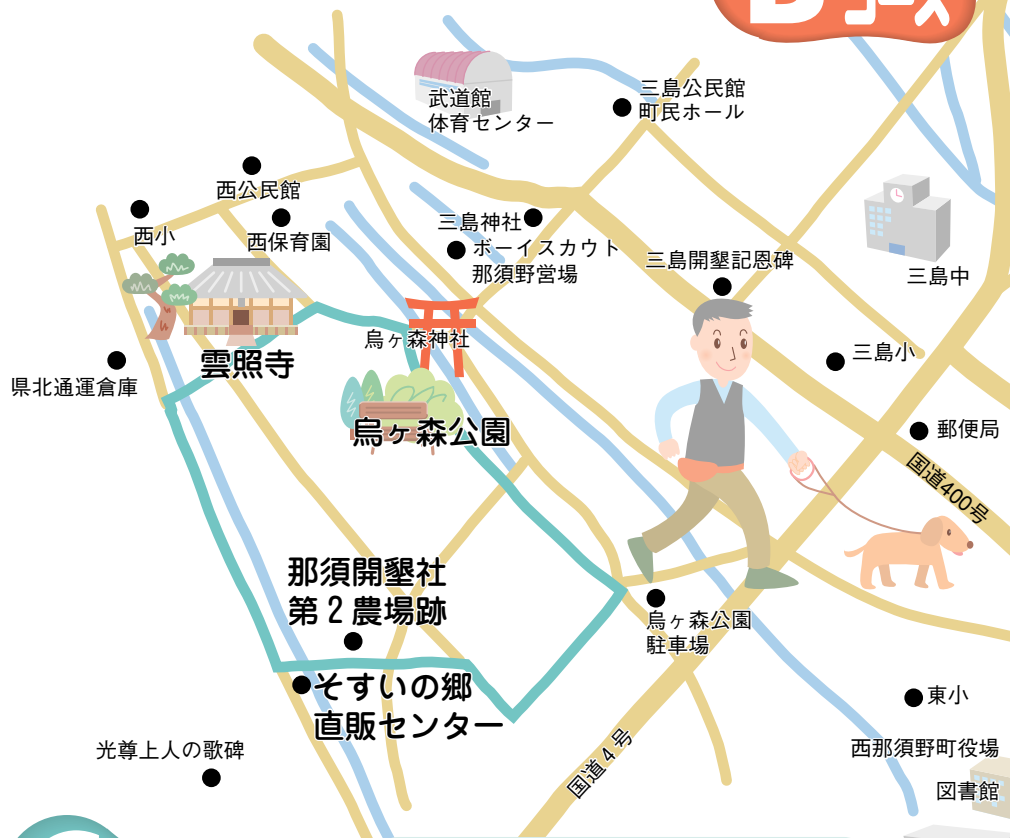 コース
武道館
体育センター
三島公民館
町民ホール
西公民館
西小
西保育園
三島神社
ボーイスカウト
那須野営場
三島開墾記恩碑
三島中
烏ヶ森神社
雲照寺
県北通運倉庫
三島小
烏ヶ森公園
郵便局
国道400号
那須開墾社
第2農場跡
烏ヶ森公園
駐車場
そすいの郷
直販センター
東小
光尊上人の歌碑
国道4号
西那須野町役場
図書館